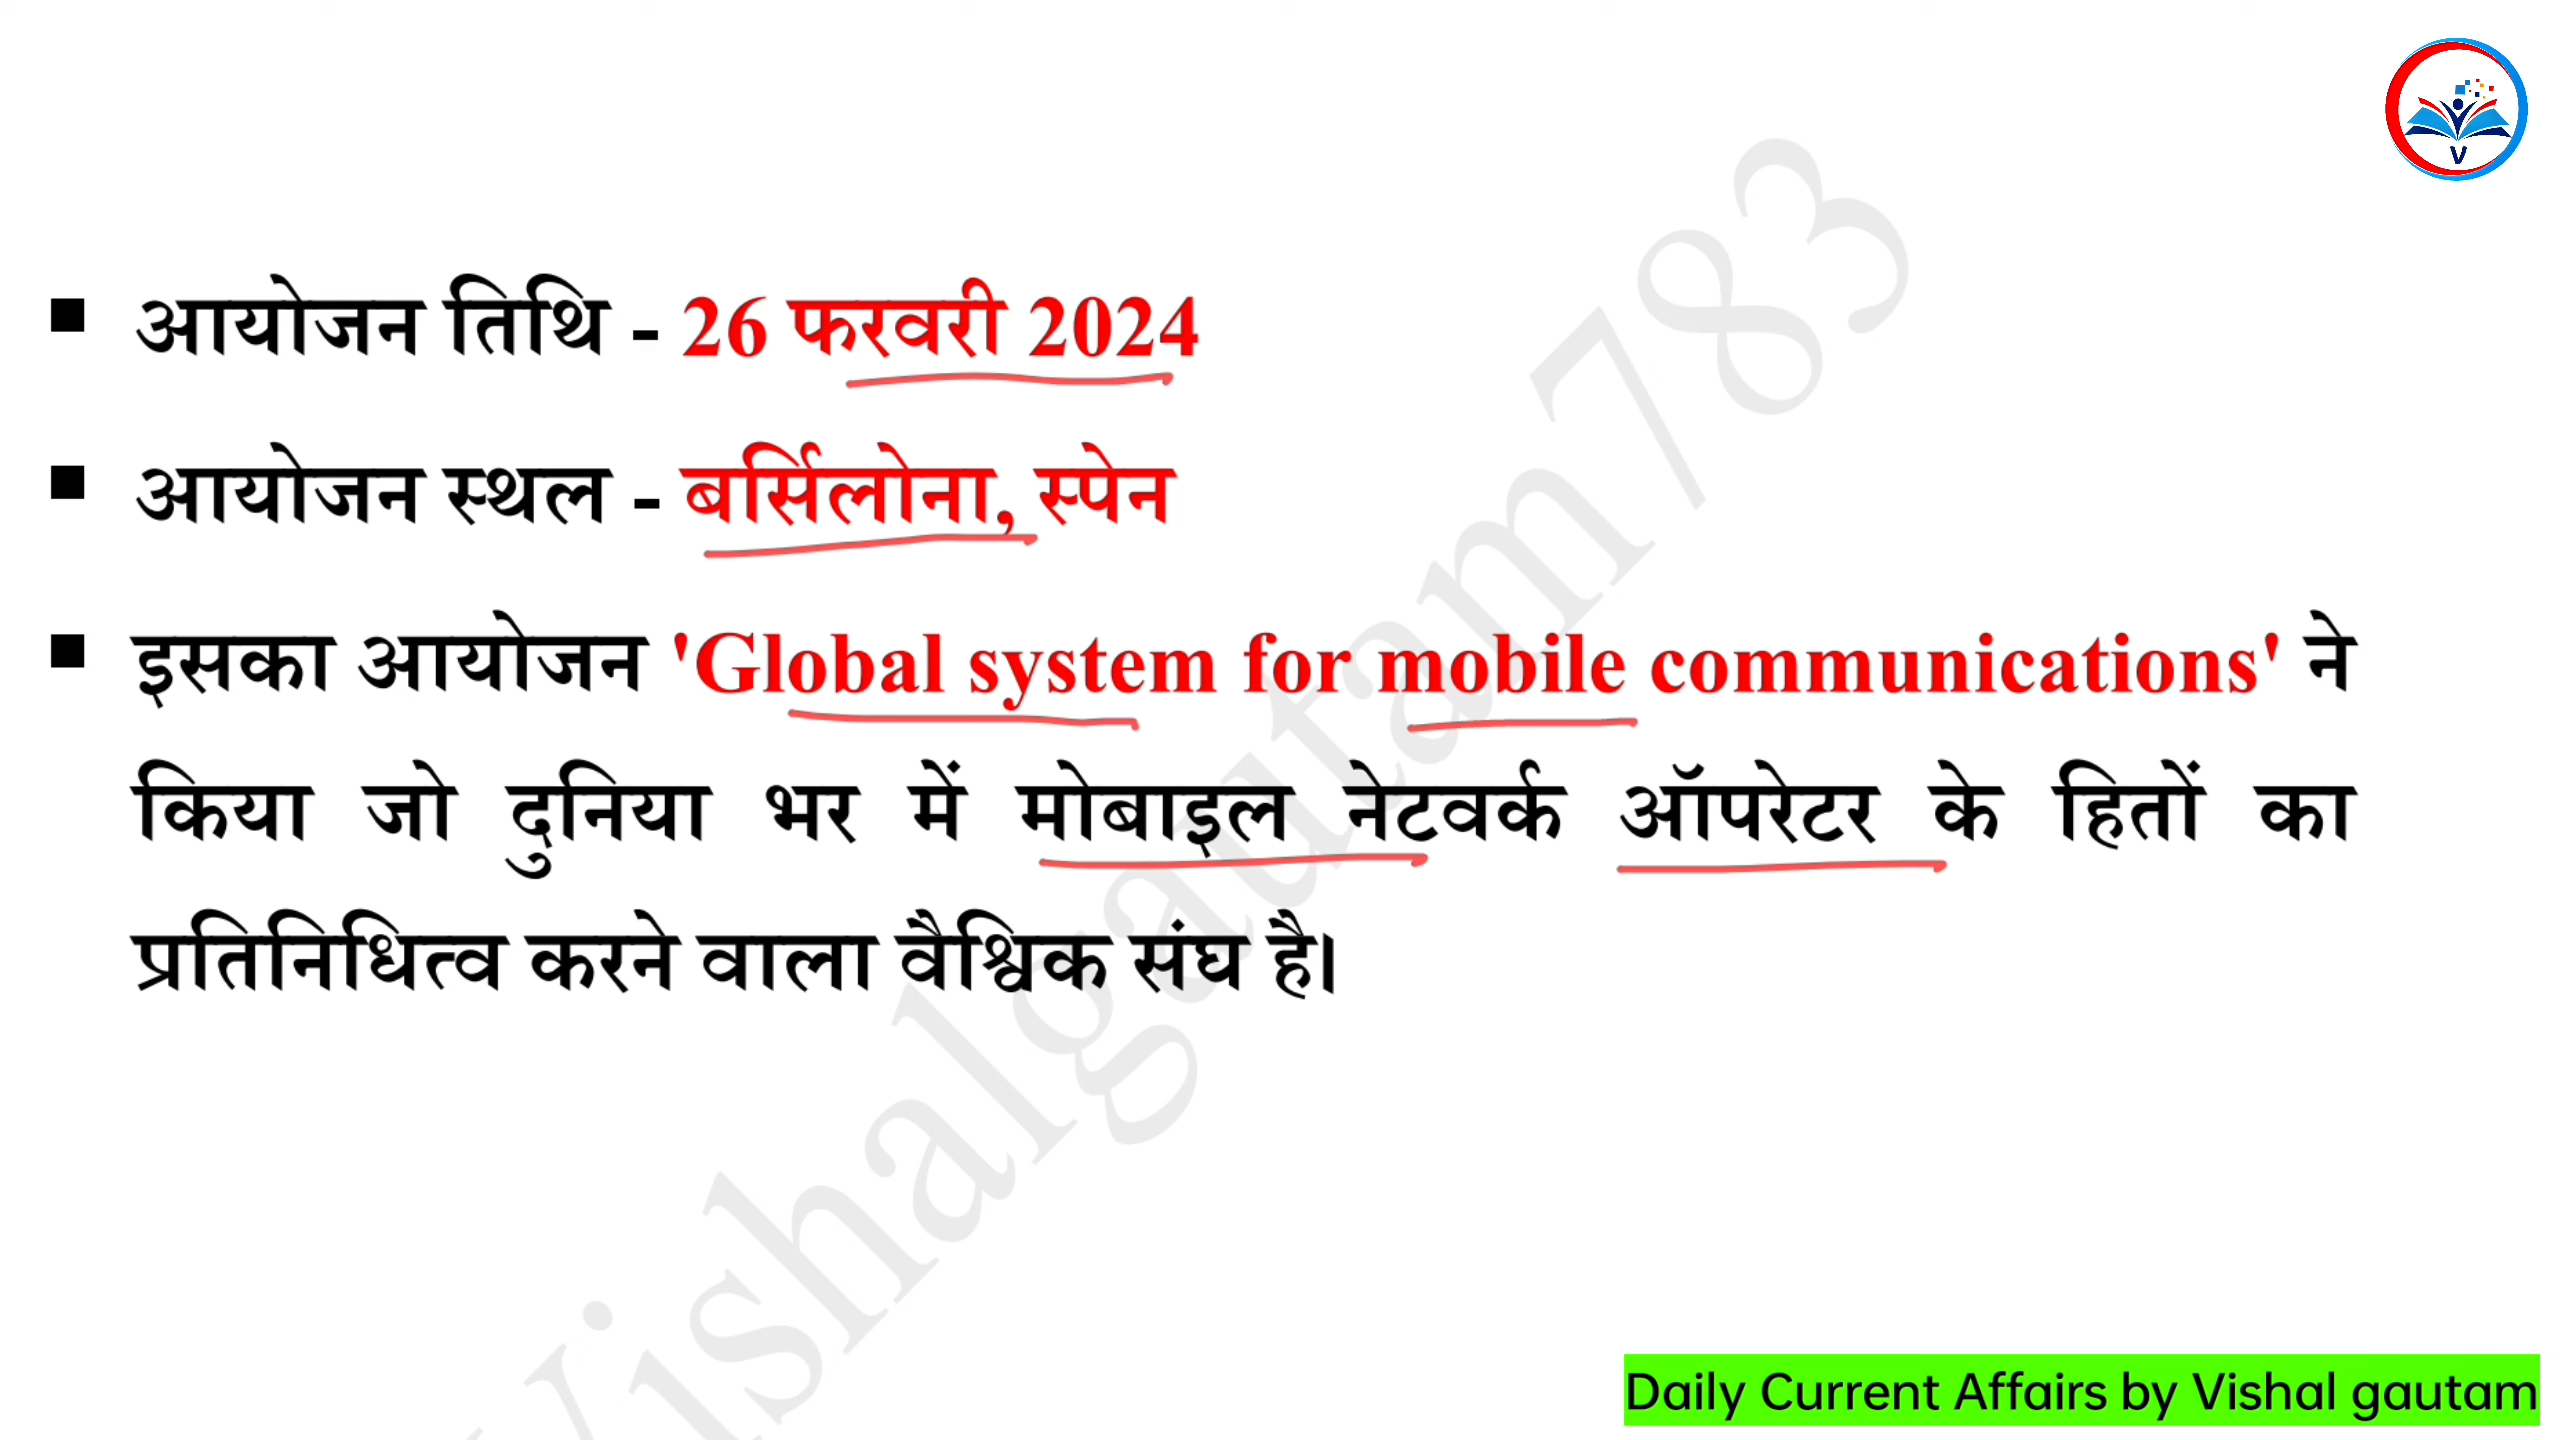 ▪ आयोजन तिथि - 26 फरवरी 2024
▪ आयोजन स्थल - बर्सिलोना, स्पेन
▪ इसका आयोजन 'Global system for mobile communications' ने
किया जो दुनिया भर में मोबाइल नेटवर्क ऑपरेटर के हितों का
प्रतिनिधित्व करने वाला वैश्विक संघ है।
Vishalgautam783
V
Daily Current Affairs by Vishal gautam